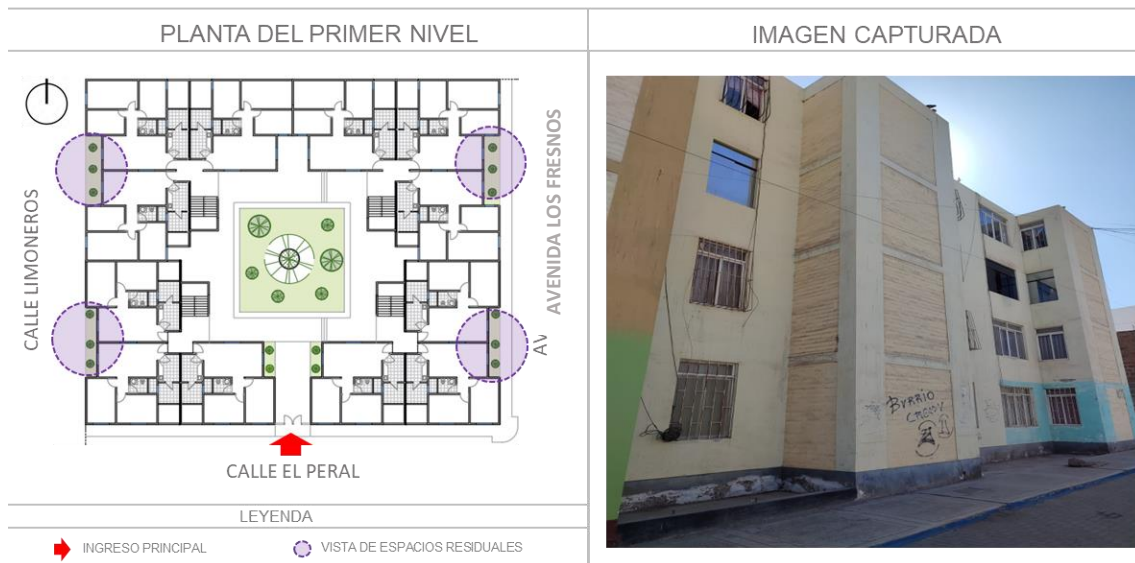 PLANTA DEL PRIMER NIVEL
IMAGEN CAPTURADA
CALLE LIMONEROS
AVENIDA LOS FRESNOS
AV
CALLE EL PERAL
BURRIO
LEYENDA
INGRESO PRINCIPAL
VISTA DE ESPACIOS RESIDUALES